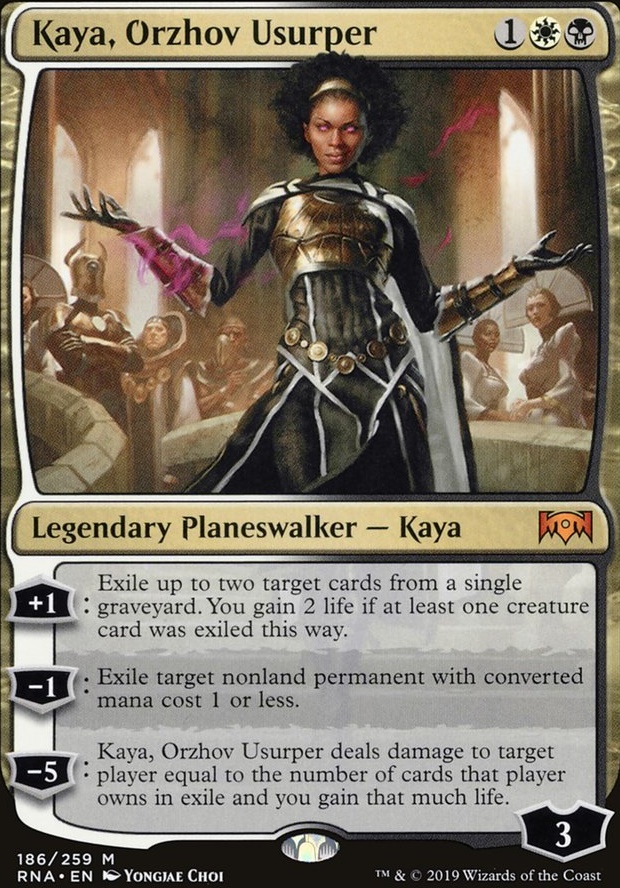 Kaya, Orzhov Usurper 1
Legendary Planeswalker — Kaya
+1: Exile up to two target cards from a single
graveyard. You gain 2 life if at least one creature
card was exiled this way.
−1: Exile target nonland permanent with converted
mana cost 1 or less.
−5: Kaya, Orzhov Usurper deals damage to target
player equal to the number of cards that player
owns in exile and you gain that much life.
3
186/259 M
RNA • EN Yongjae Choi
™ & © 2019 Wizards of the Coast